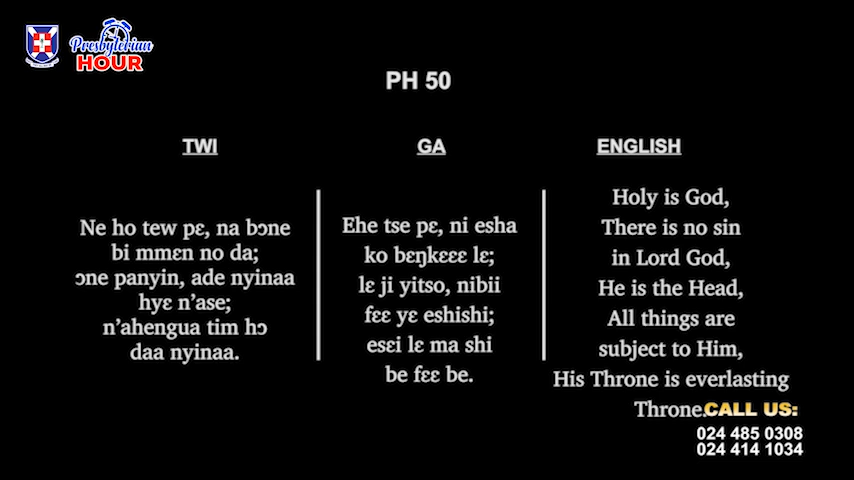 Presbyterian
HOUR
PH 50
TWI
Ne ho tew pɛ, na bɔne
bi mmɛn no da;
ɔne panyin, ade nyinaa
hyɛ n’ase;
n’ahengua tim hɔ
daa nyinaa.
GA
Ehe tse pɛ, ni esha
ko bɛŋkɛɛɛ lɛ;
lɛ ji yitso, nibii
fɛɛ yɛ eshishi;
esɛi lɛ ma shi
be fɛɛ be.
ENGLISH
Holy is God,
There is no sin
in Lord God,
He is the Head,
All things are
subject to Him,
His Throne is everlasting
Throne.
CALL US:
024 485 0308
024 414 1034